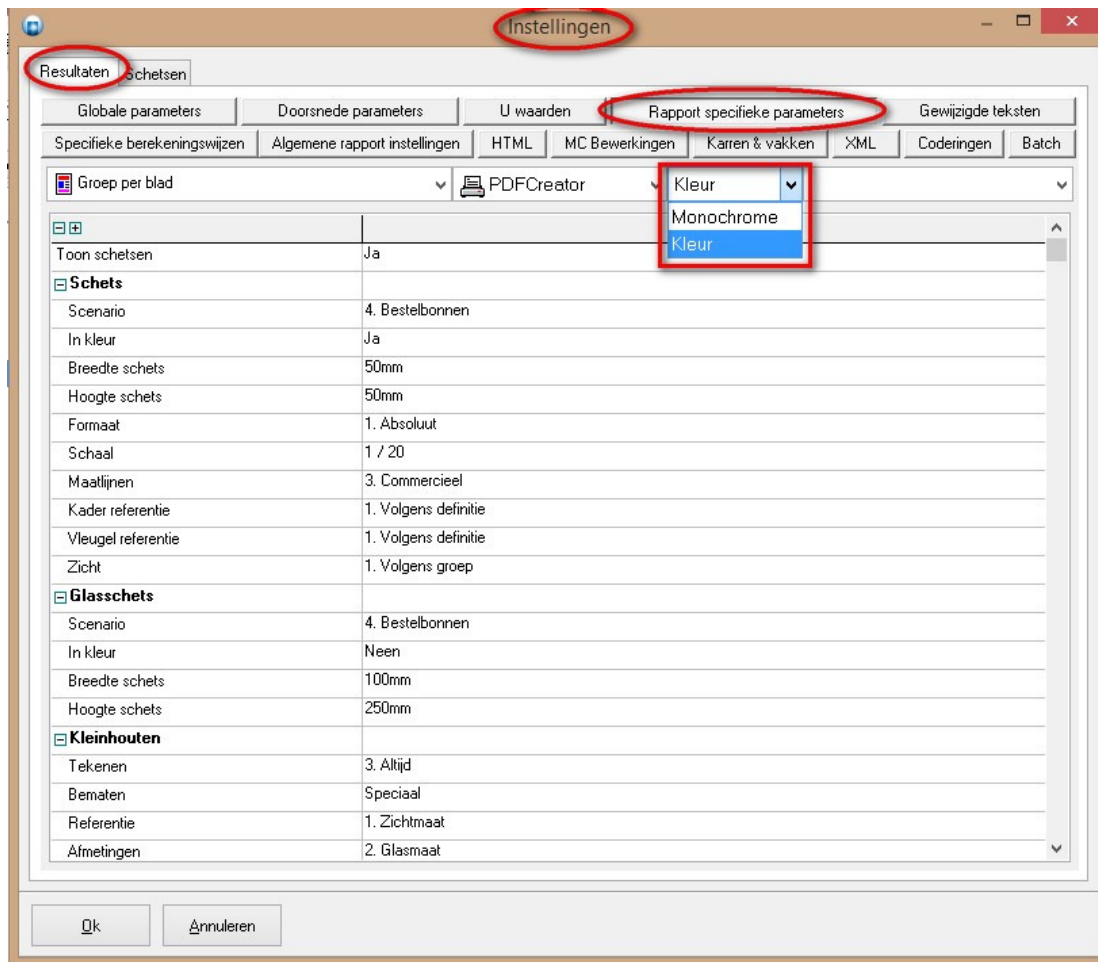 Instellingen
Resultaten Schetsen
Globale parameters Doorsnede parameters U waarden Rapport specifieke parameters Gewijzigde teksten
Specifieke berekeningswijzen Algemene rapport instellingen HTML MC Bewerkingen Karren & vakken XML Coderingen Batch
Groep per blad PDFCreator Kleur
Monochrome
Kleur
Toon schetsen Ja
Schets
Scenario 4. Bestelbonnen
In kleur Ja
Breedte schets 50mm
Hoogte schets 50mm
Formaat 1. Absoluut
Schaal 1 / 20
Maatlijnen 3. Commercieel
Kader referentie 1. Volgens definitie
Vleugel referentie 1. Volgens definitie
Zicht 1. Volgens groep
Glasschets
Scenario 4. Bestelbonnen
In kleur Neen
Breedte schets 100mm
Hoogte schets 250mm
Kleinhouten
Tekenen 3. Altijd
Bematen Speciaal
Referentie 1. Zichtmaat
Afmetingen 2. Glasmaat
Ok Annuleren